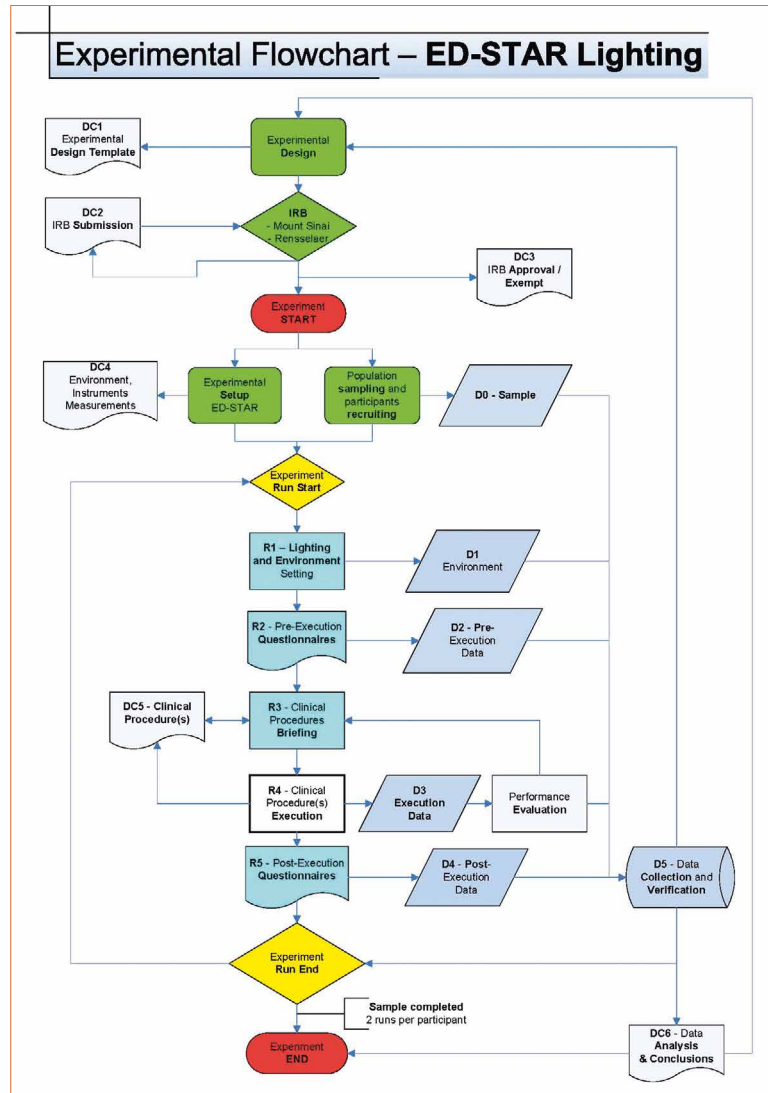 Experimental Flowchart – ED-STAR Lighting
DC1
Experimental
Design Template
Experimental
Design
DC2
IRB Submission
IRB
- Mount Sinai
- Rensselaer
DC3
IRB Approval /
Exempt
Experiment
START
DC4
Environment,
Instruments
Measurements
Experimental
Setup
ED-STAR
Population
sampling and
participants
recruiting
D0 - Sample
Experiment
Run Start
R1 – Lighting
and Environment
Setting
D1
Environment
R2 - Pre-Execution
Questionnaires
D2 - Pre-
Execution
Data
DC5 - Clinical
Procedure(s)
R3 - Clinical
Procedures
Briefing
R4 - Clinical
Procedure(s)
Execution
D3
Execution
Data
Performance
Evaluation
R5 - Post-Execution
Questionnaires
D4 - Post-
Execution
Data
D5 - Data
Collection and
Verification
Experiment
Run End
Sample completed
2 runs per participant
Experiment
END
DC6 - Data
Analysis
& Conclusions